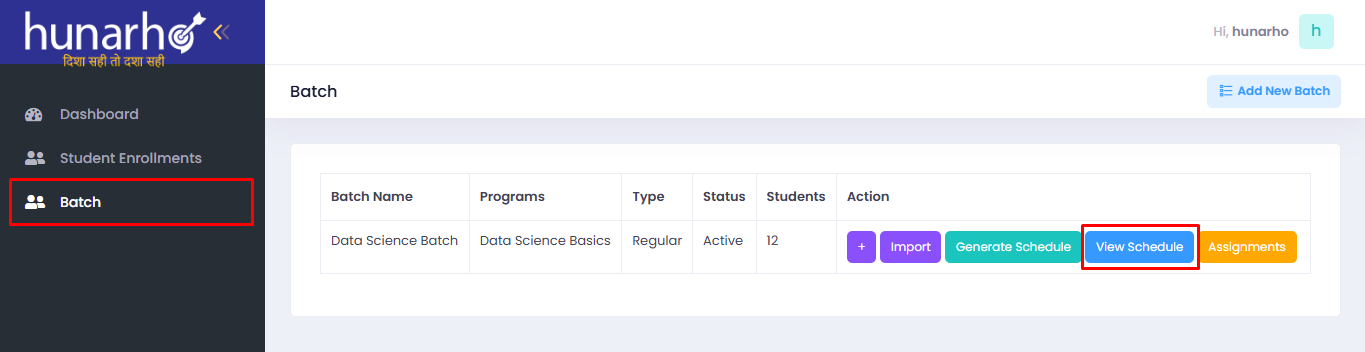 hunarho
दिशा सही तो दशा सही
Hi, hunarho
h
Dashboard
Student Enrollments
Batch
Batch
Add New Batch
Batch Name Programs Type Status Students Action
Data Science Batch Data Science Basics Regular Active 12 + Import Generate Schedule View Schedule Assignments